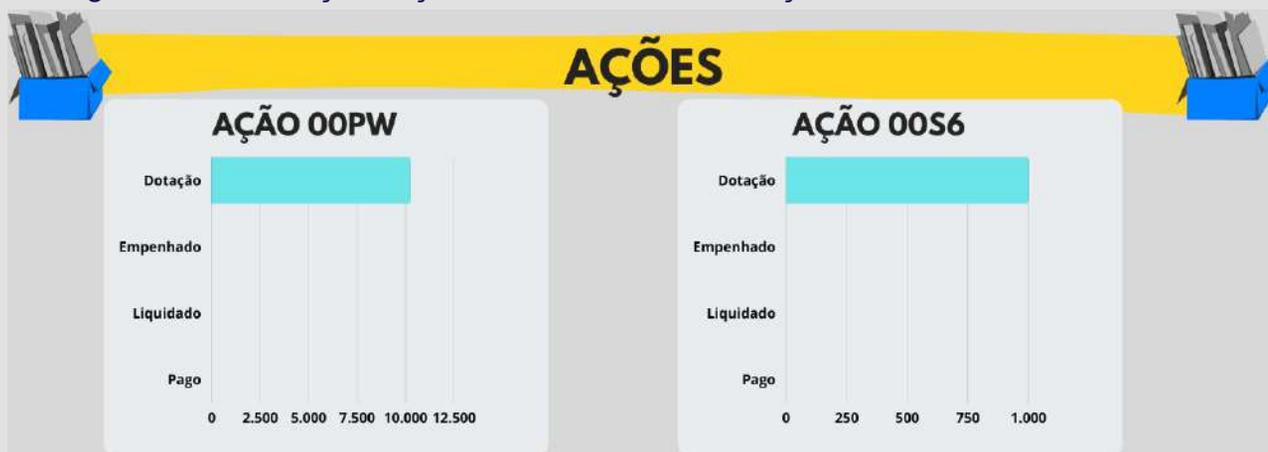 AÇÕES
AÇÃO 00PW
Dotação
Empenhado
Liquidado
Pago
0 2.500 5.000 7.500 10.000 12.500
AÇÃO 00S6
Dotação
Empenhado
Liquidado
Pago
0 250 500 750 1.000